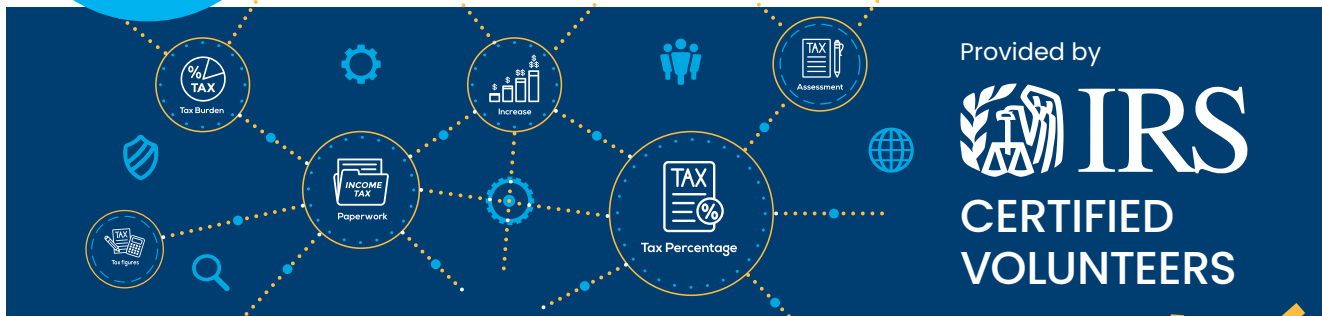 %
TAX
Tax Burden
$
$
$$
$$
Increase
TAX
Assessment
INCOME
TAX
Paperwork
TAX
%
Tax Percentage
TAX
Tax figures
Provided by
IRS
CERTIFIED
VOLUNTEERS